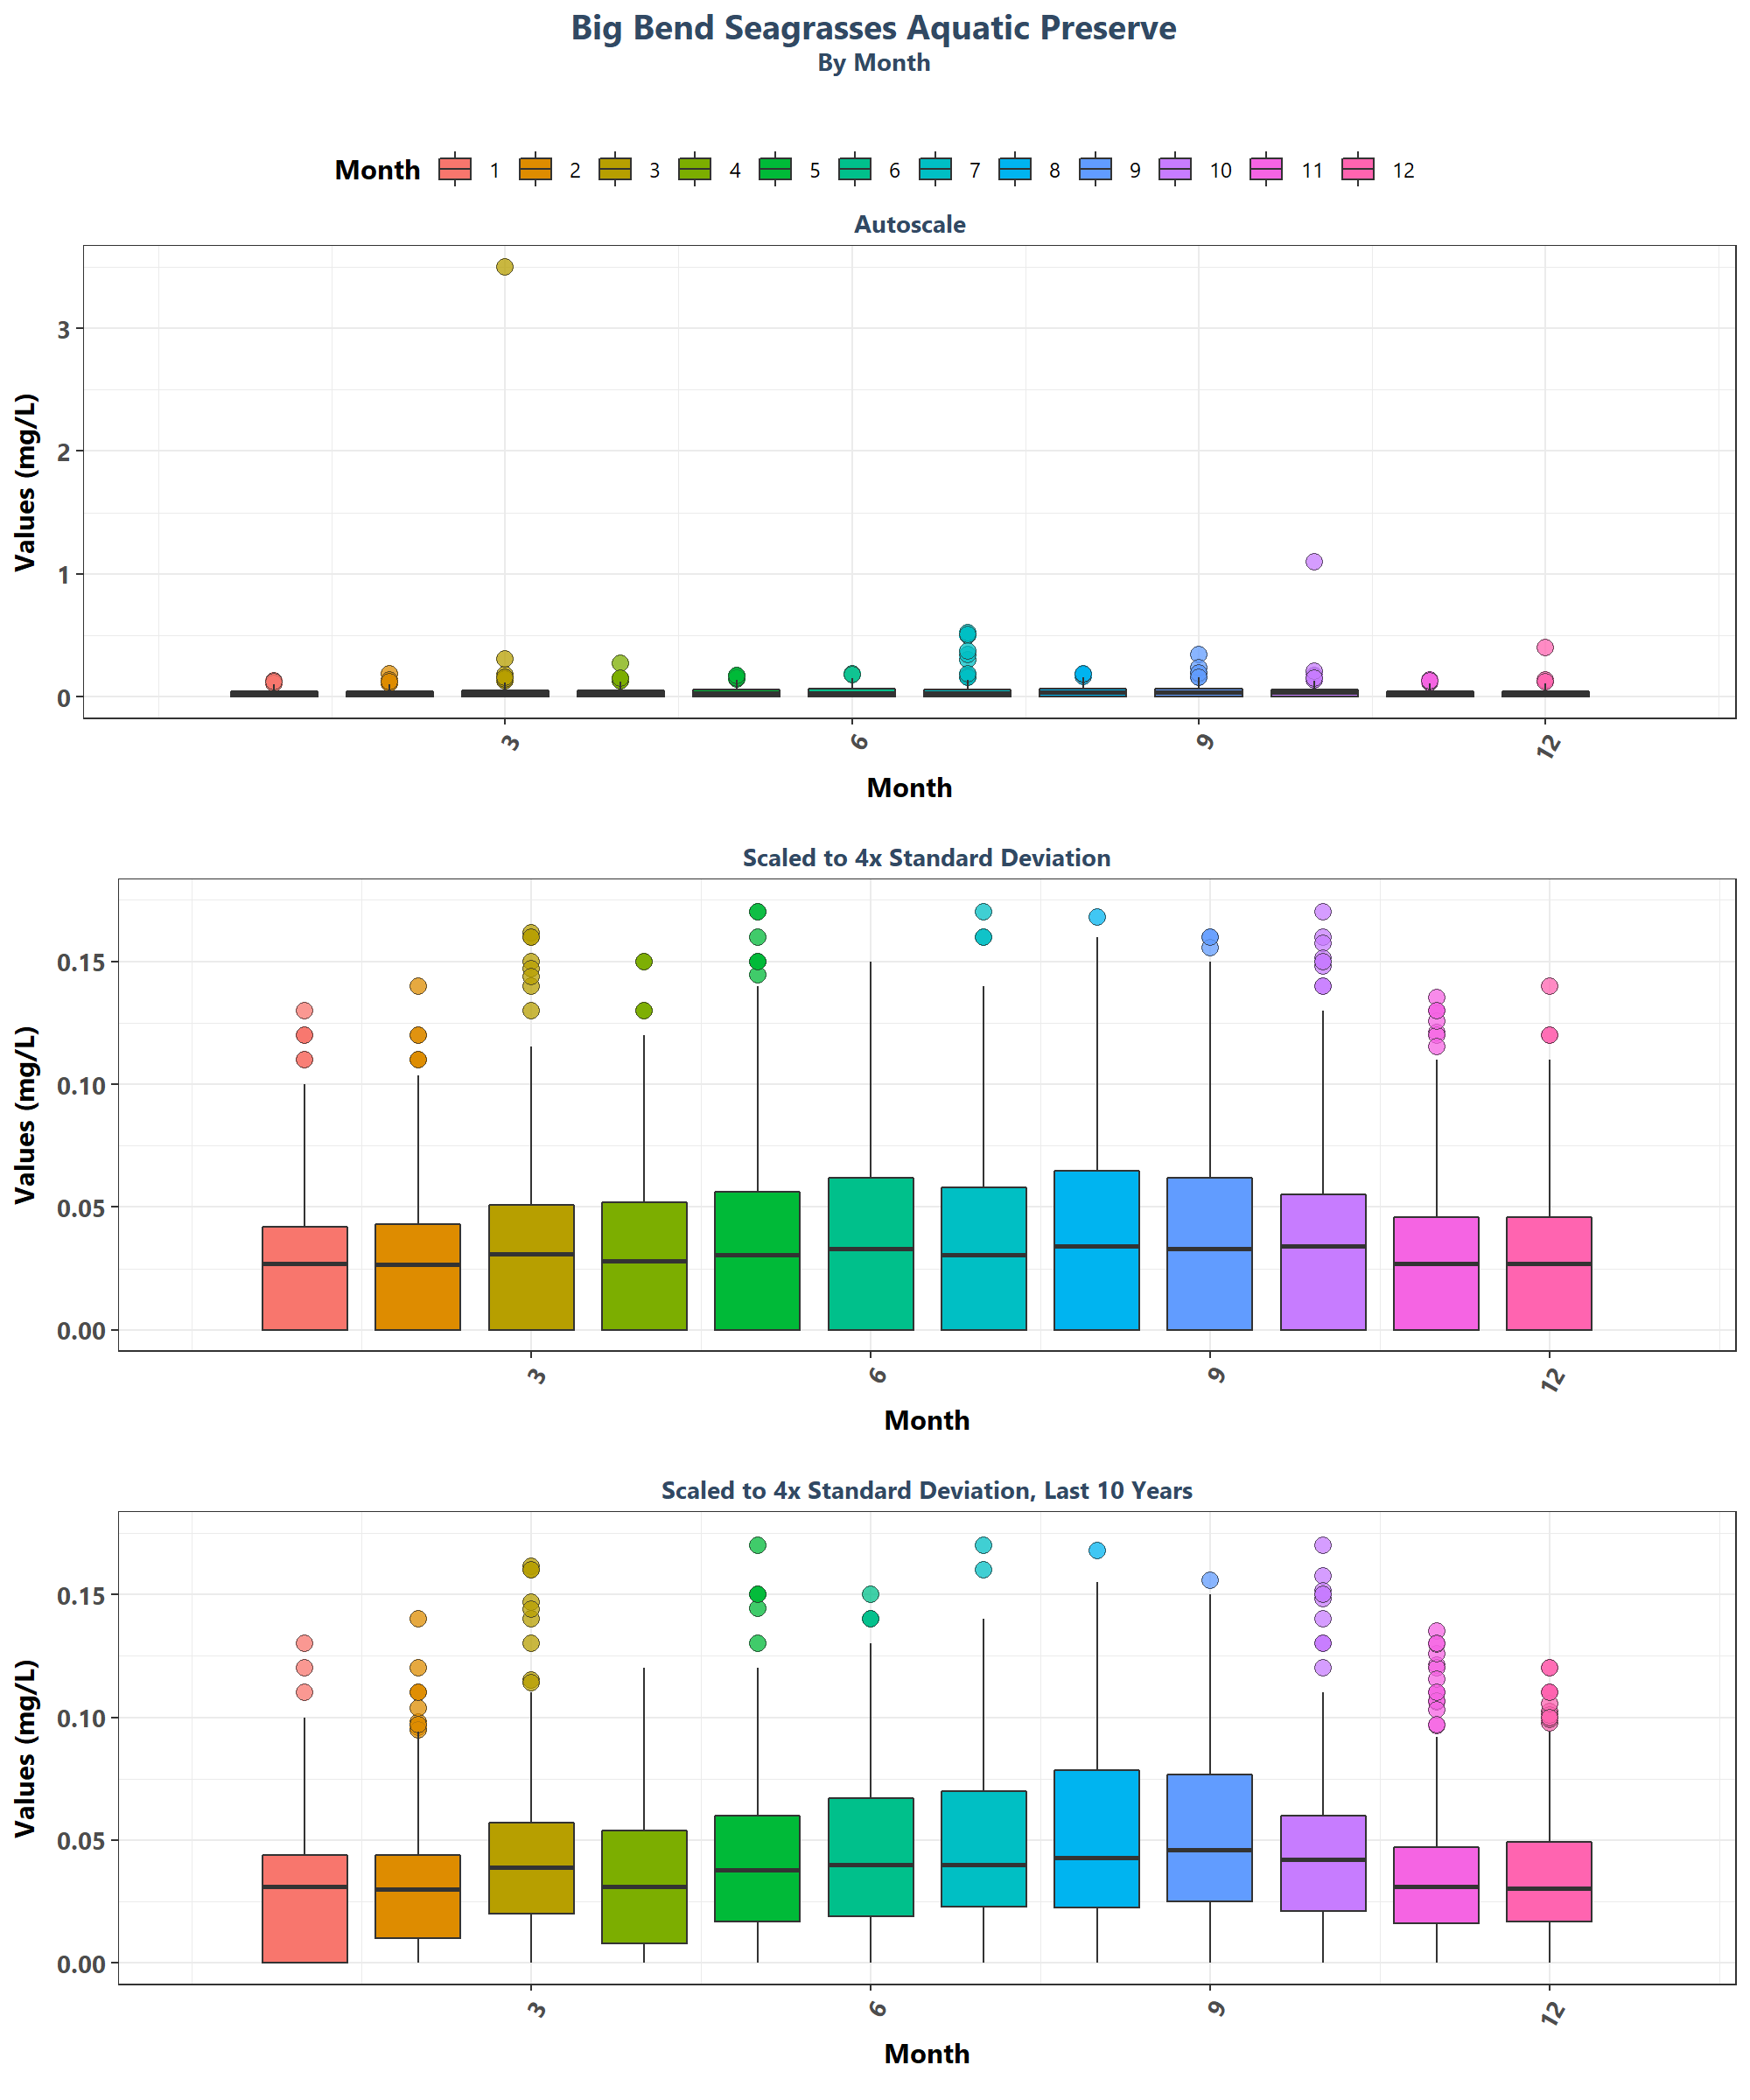 Big Bend Seagrasses Aquatic Preserve
By Month
Month 1 2 3 4 5 6 7 8 9 10 11 12
Autoscale
Values (mg/L)
3
2
1
0
3 6 9 12
Month
Scaled to 4x Standard Deviation
Values (mg/L)
0.15
0.10
0.05
0.00
3 6 9 12
Month
Scaled to 4x Standard Deviation, Last 10 Years
Values (mg/L)
0.15
0.10
0.05
0.00
3 6 9 12
Month